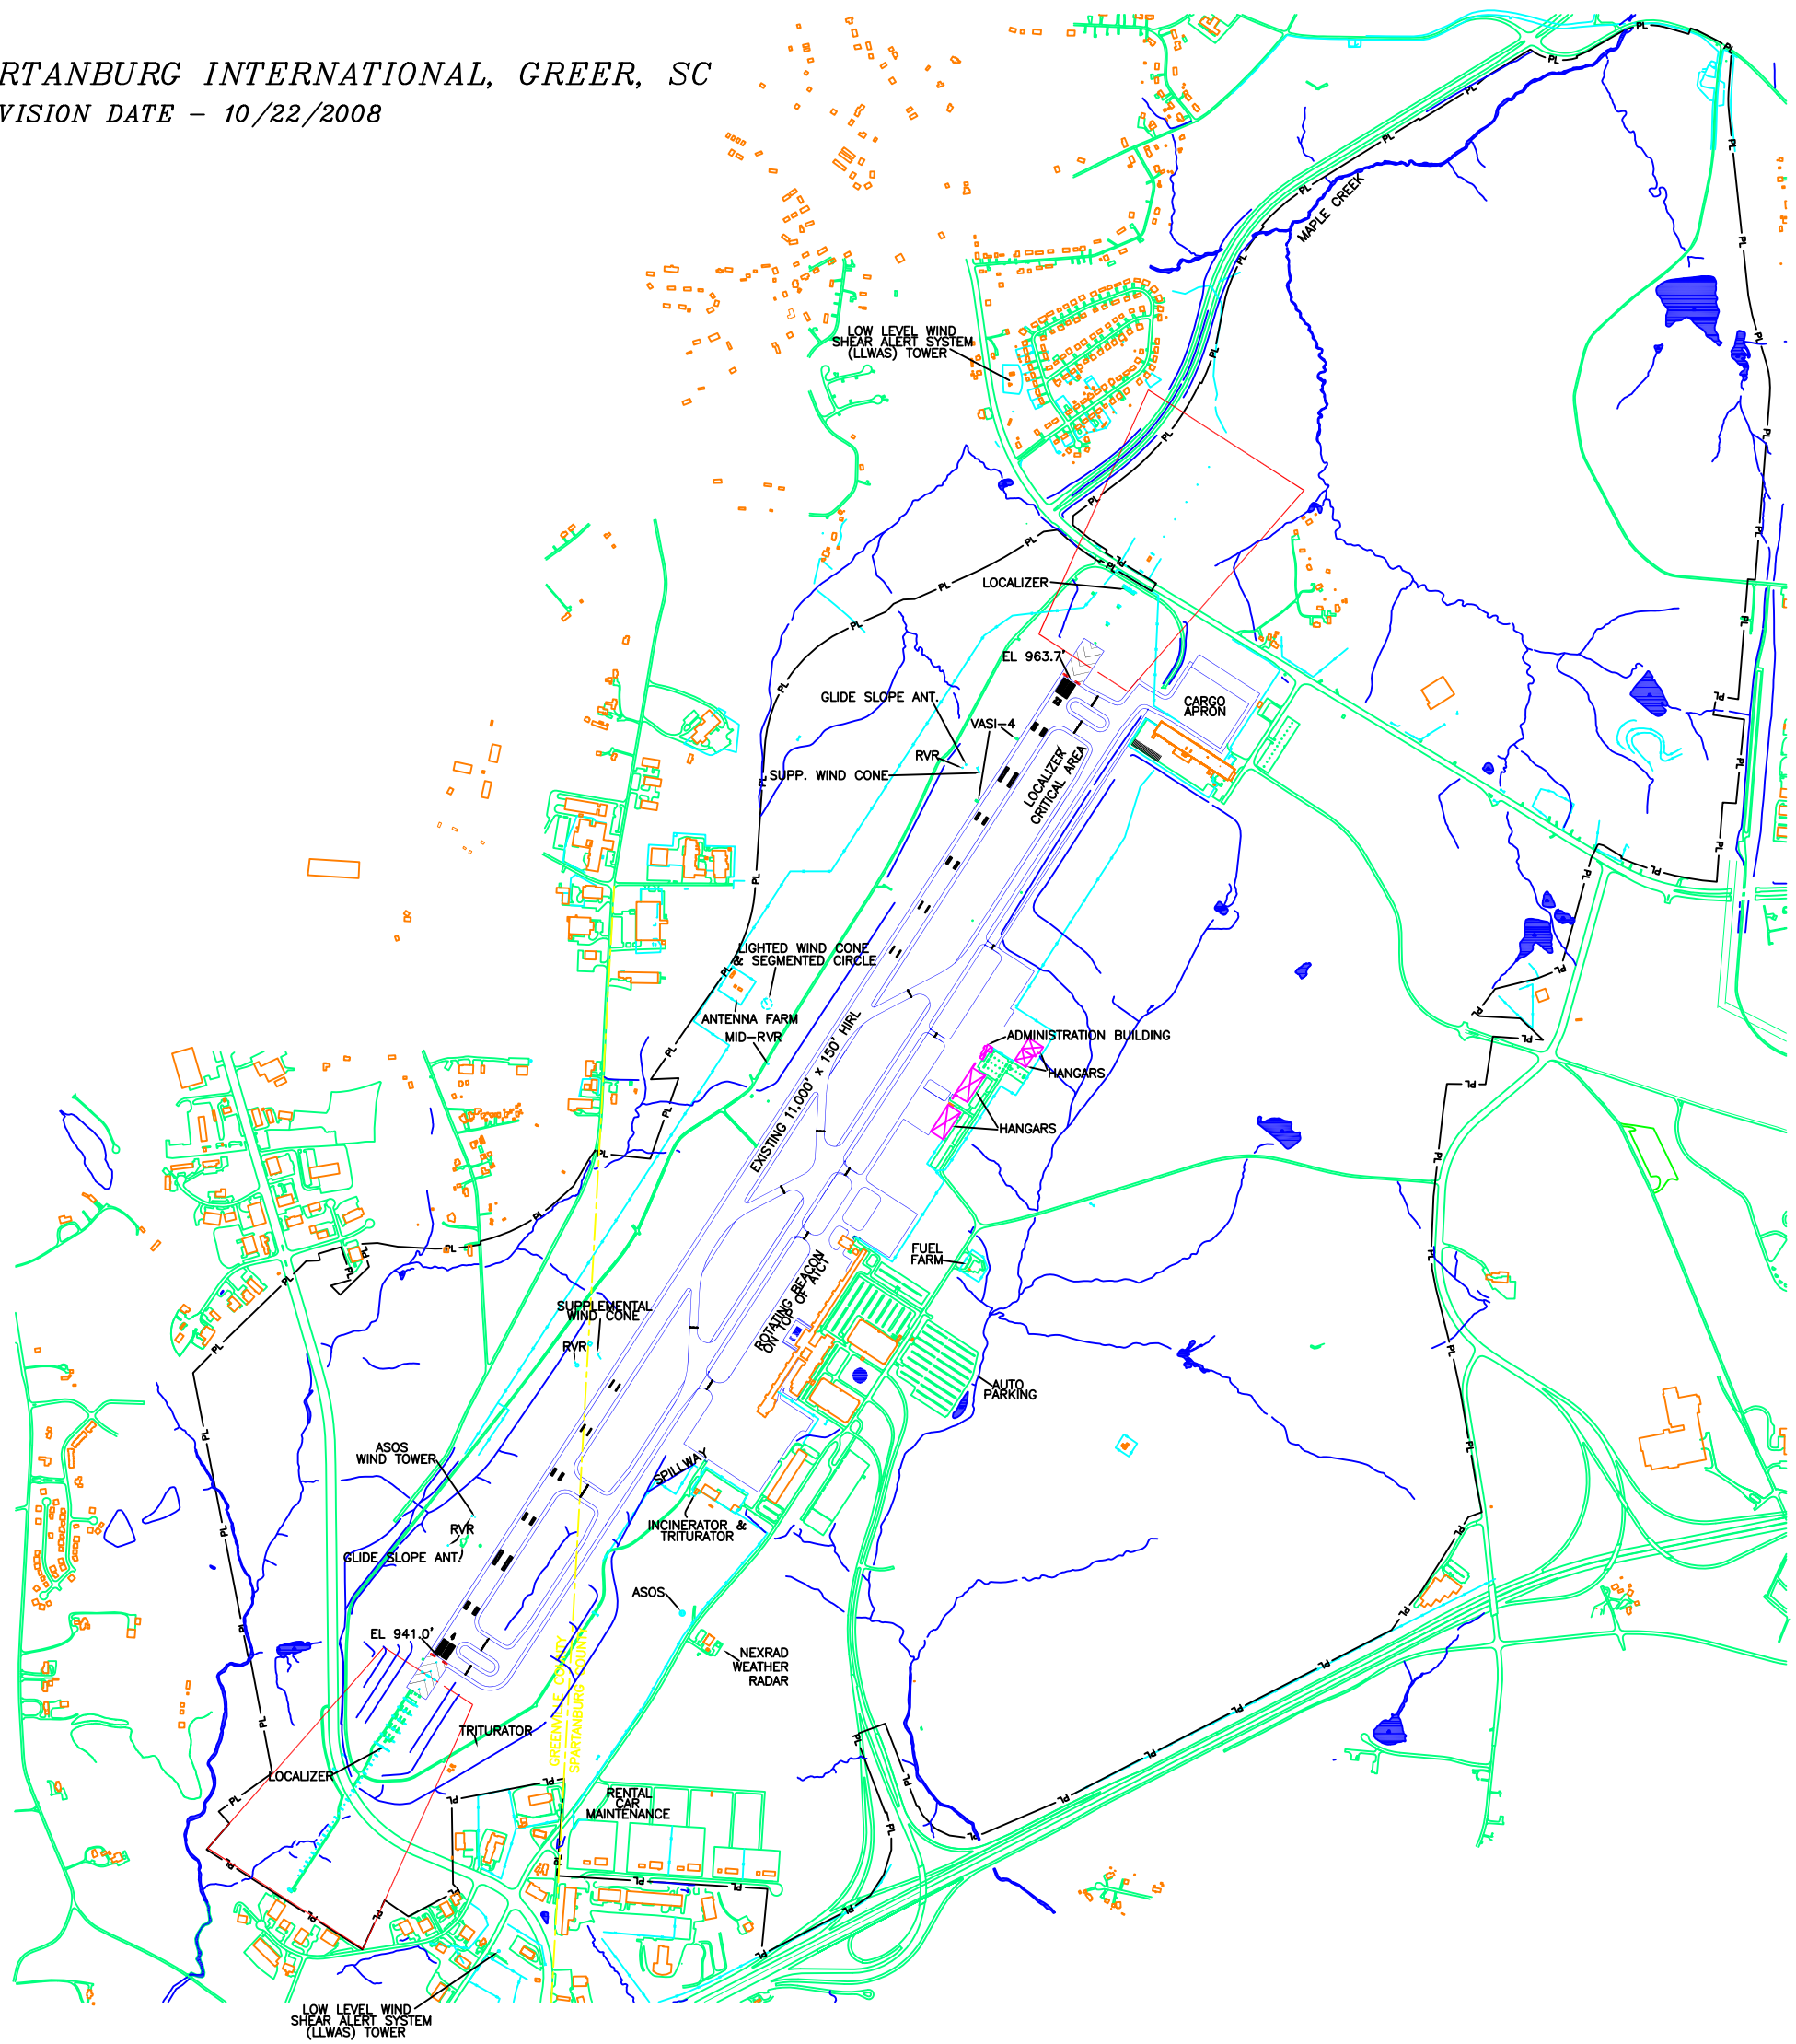 RTANBURG INTERNATIONAL, GREER, SC
VISION DATE - 10/22/2008
MAPLE CREEK
LOW LEVEL WIND
SHEAR ALERT SYSTEM
(LLWAS) TOWER
LOCALIZER
EL 963.7'
GLIDE SLOPE ANT.
CARGO
APRON
VASI-4
RVR
SUPP. WIND CONE
LOCALIZER
CRITICAL AREA
LIGHTED WIND CONE
& SEGMENTED CIRCLE
ANTENNA FARM
MID-RVR
EXISTING 11,000' x 150' HIRL
ADMINISTRATION BUILDING
HANGARS
HANGARS
FUEL
FARM
ROTATING BEACON
ON TOP OF ATCT
SUPPLEMENTAL
WIND CONE
RVR
AUTO
PARKING
ASOS
WIND TOWER
SPILLWAY
RVR
INCINERATOR &
TRITURATOR
GLIDE SLOPE ANT.
ASOS
EL 941.0'
NEXRAD
WEATHER
RADAR
GREENVILLE COUNTY
SPARTANBURG COUNTY
TRITURATOR
LOCALIZER
RENTAL
CAR
MAINTENANCE
LOW LEVEL WIND
SHEAR ALERT SYSTEM
(LLWAS) TOWER
PL